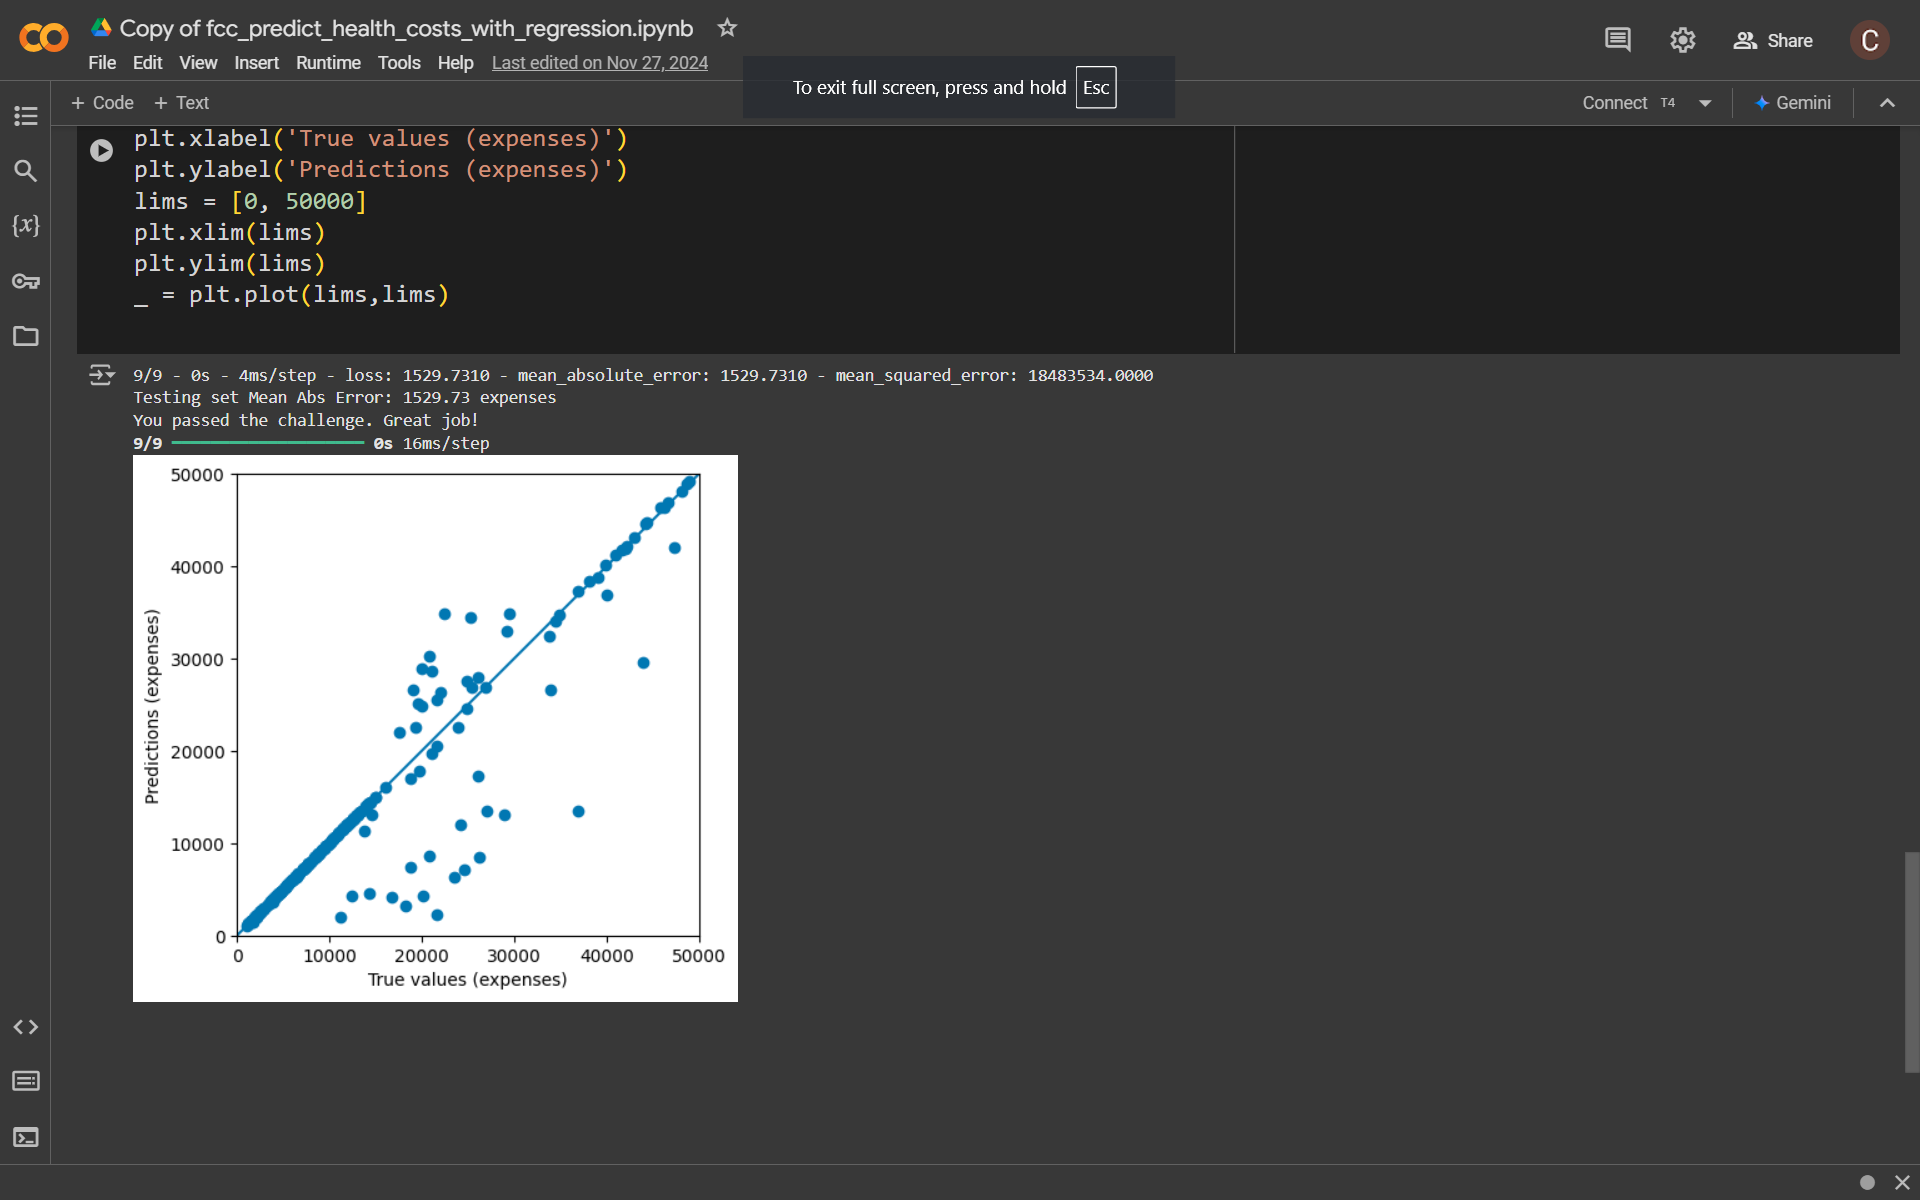 Copy of fcc_predict_health_costs_with_regression.ipynb
File Edit View Insert Runtime Tools Help Last edited on Nov 27, 2024
Share
C
To exit full screen, press and hold Esc
+ Code + Text
Connect T4
Gemini
{x}
plt.xlabel('True values (expenses)')
plt.ylabel('Predictions (expenses)')
lims = [0, 50000]
plt.xlim(lims)
plt.ylim(lims)
_ = plt.plot(lims,lims)
9/9 - 0s - 4ms/step - loss: 1529.7310 - mean_absolute_error: 1529.7310 - mean_squared_error: 18483534.0000
Testing set Mean Abs Error: 1529.73 expenses
You passed the challenge. Great job!
9/9 0s 16ms/step
50000
40000
30000
20000
10000
0
Predictions (expenses)
0 10000 20000 30000 40000 50000
True values (expenses)